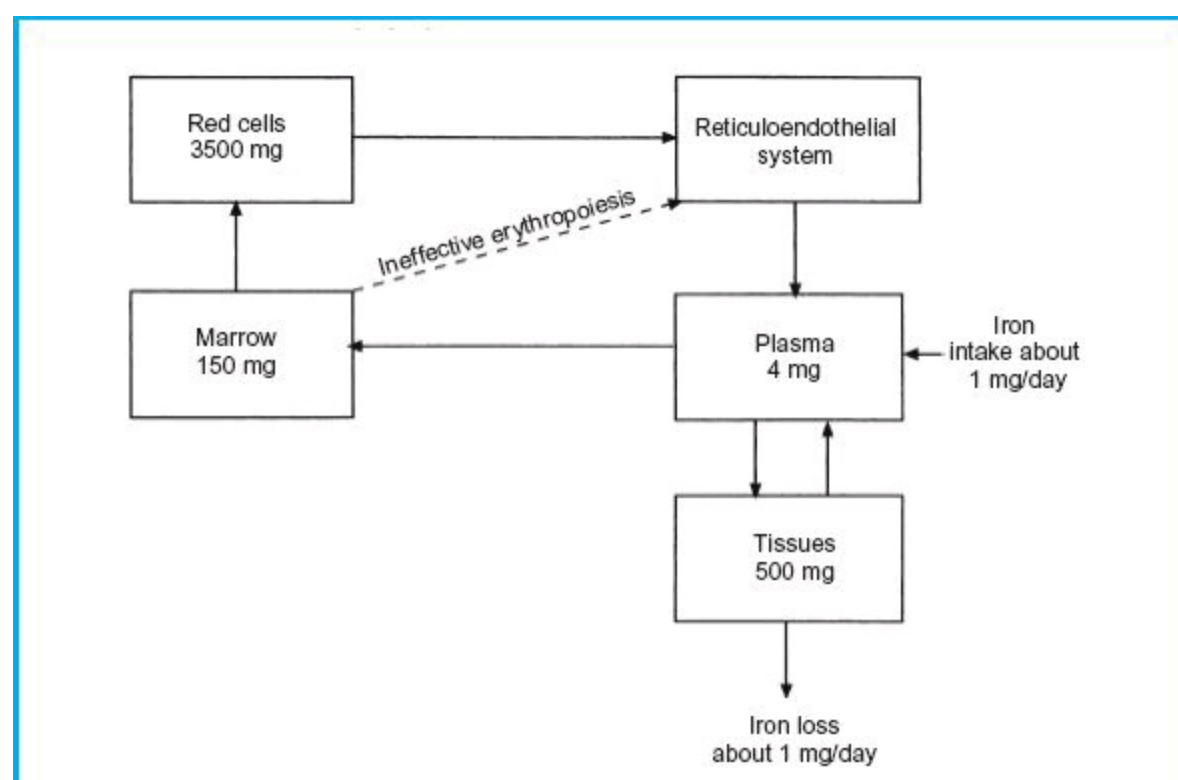 Red cells
3500 mg
Reticuloendothelial
system
Ineffective erythropoiesis
Marrow
150 mg
Plasma
4 mg
Iron
intake about
1 mg/day
Tissues
500 mg
Iron loss
about 1 mg/day